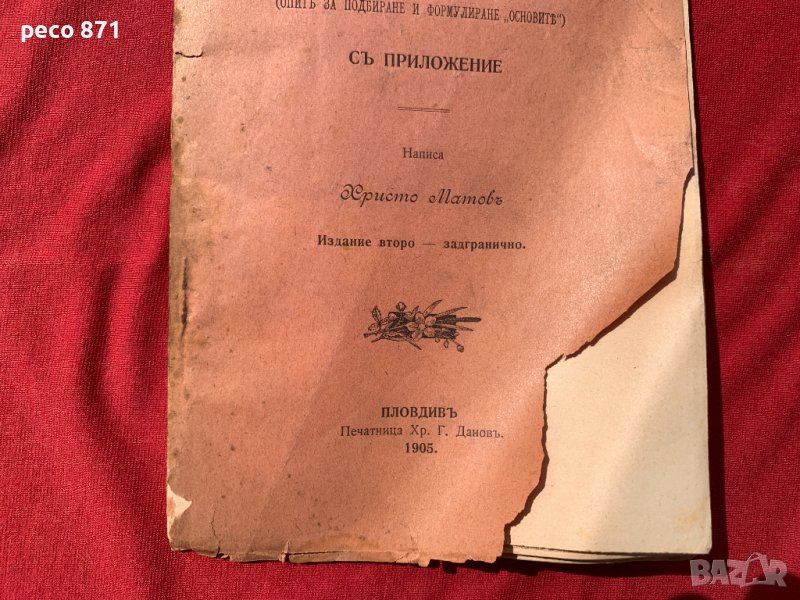 peco 871
(ОПИТЪ ЗА ПОДБИРАНЕ И ФОРМУЛИРАНЕ „ОСНОВИТѢ“)
СЪ ПРИЛОЖЕНИЕ
Написа
Христо Матовъ
Издание второ — задгранично.
ПЛОВДИВЪ
Печатница Хр. Г. Дановъ.
1905.
BAZAR